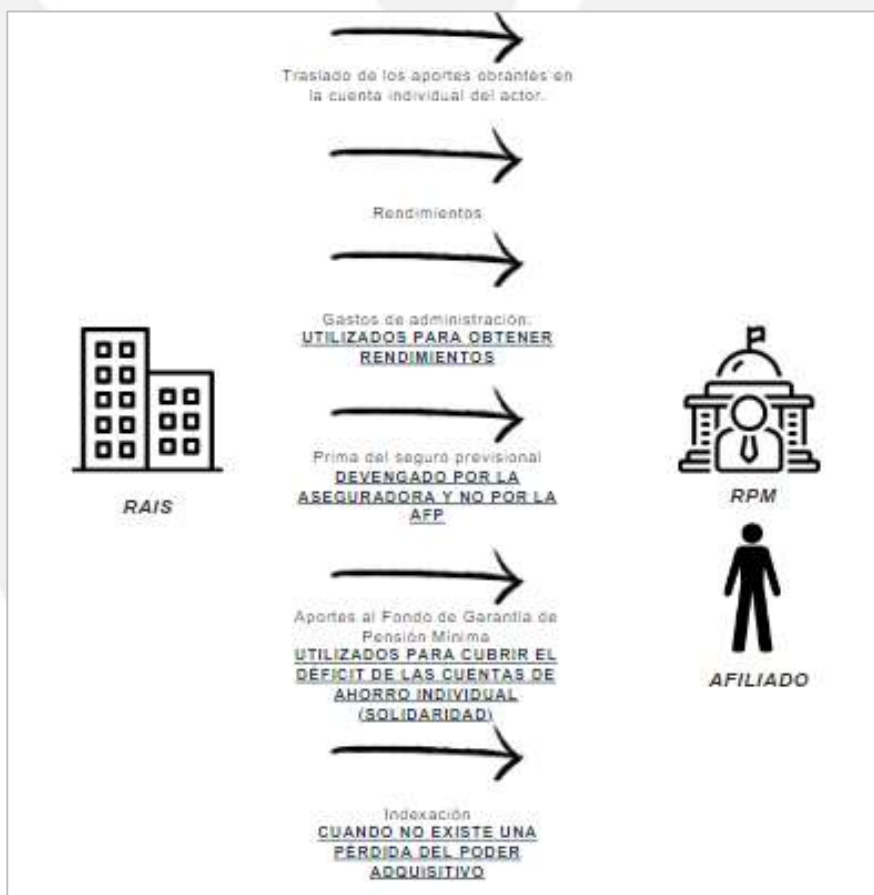 Traslado de los aportes obrantes en
la cuenta individual del actor.
Rendimientos
Gastos de administración:
UTILIZADOS PARA OBTENER
RENDIMIENTOS
Prima del seguro previsional
DEVENGADO POR LA
ASEGURADORA Y NO POR LA
AFP
RAIS
RPM
Aportes al Fondo de Garantía de
Pensión Mínima
UTILIZADOS PARA CUBRIR EL
DÉFICIT DE LAS CUENTAS DE
AHORRO INDIVIDUAL
(SOLIDARIDAD)
AFILIADO
Indexación
CUANDO NO EXISTE UNA
PÉRDIDA DEL PODER
ADQUISITIVO